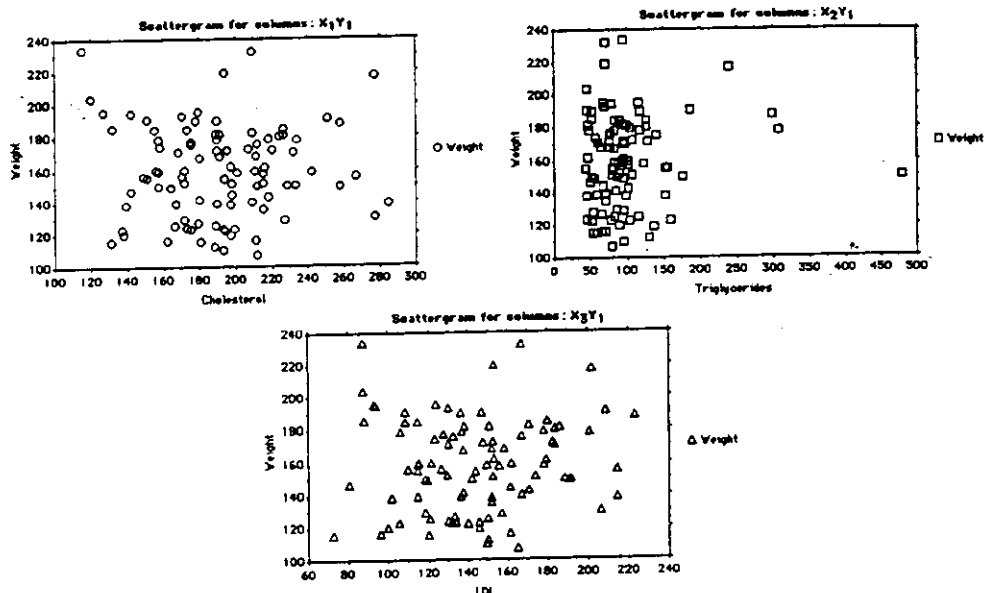 Scattergram for columns: X₁Y₁
240
220
200
180
160
140
120
100
Weight
100 120 140 160 180 200 220 240 260 280 300
Cholesterol
Weight
Scattergram for columns: X₂Y₁
240
220
200
180
160
140
120
100
Weight
0 50 100 150 200 250 300 350 400 450 500
Triglycerides
Weight
Scattergram for columns: X₃Y₁
240
220
200
180
160
140
120
100
Weight
60 80 100 120 140 160 180 200 220 240
LDL
Weight